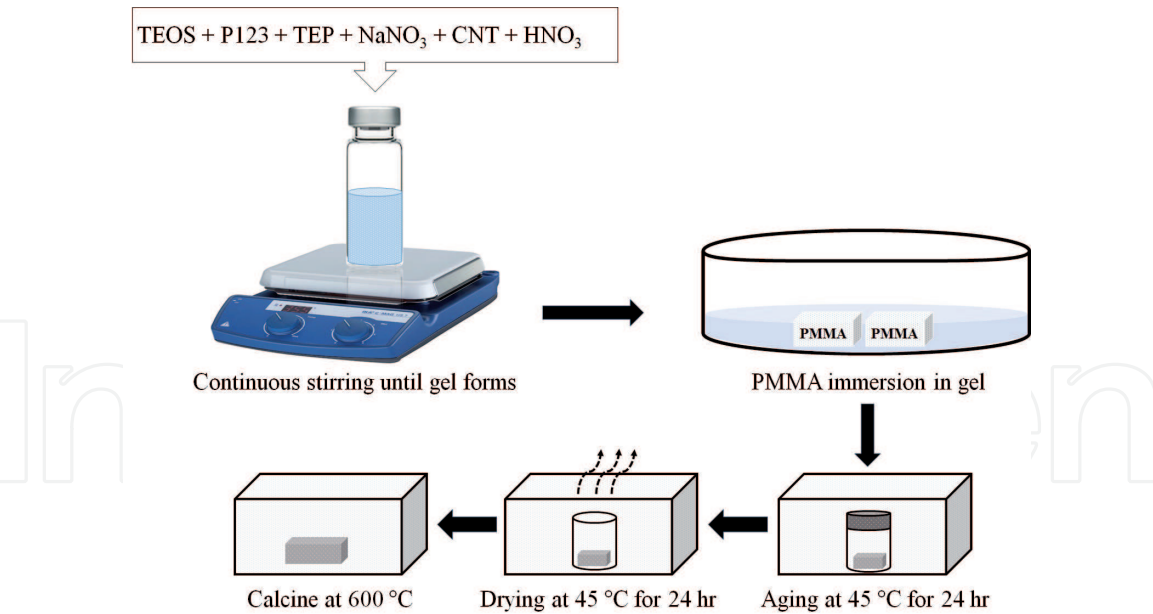 TEOS + P123 + TEP + NaNO₃ + CNT + HNO₃
Continuous stirring until gel forms
PMMA PMMA
PMMA immersion in gel
Calcine at 600 °C
Drying at 45 °C for 24 hr
Aging at 45 °C for 24 hr